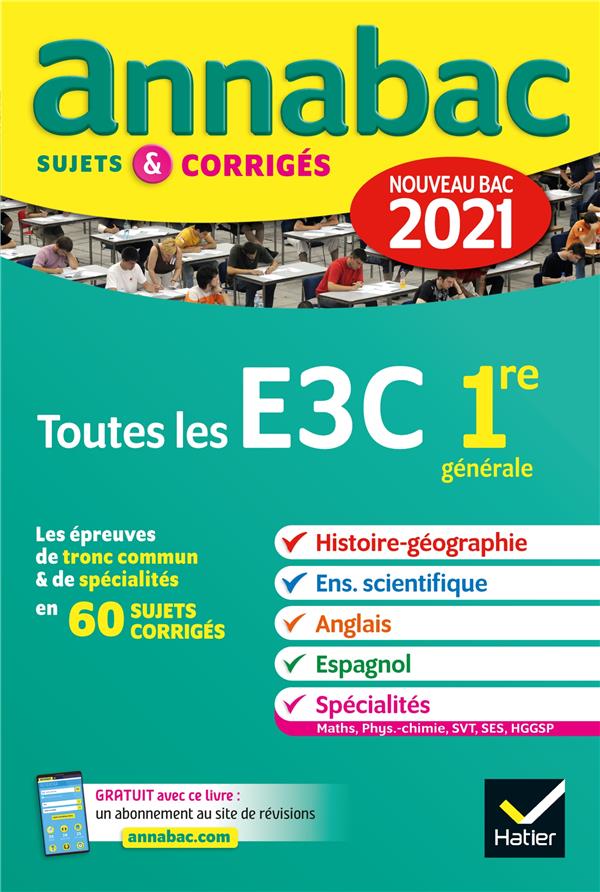 annabac
SUJETS & CORRIGÉS
NOUVEAU BAC
2021
Toutes les E3C 1re
générale
Les épreuves
de tronc commun
& de spécialités
en 60 SUJETS
CORRIGÉS
Histoire-géographie
Ens. scientifique
Anglais
Espagnol
Spécialités
Maths, Phys.-chimie, SVT, SES, HGGSP
GRATUIT avec ce livre :
un abonnement au site de révisions
annabac.com
Hatier